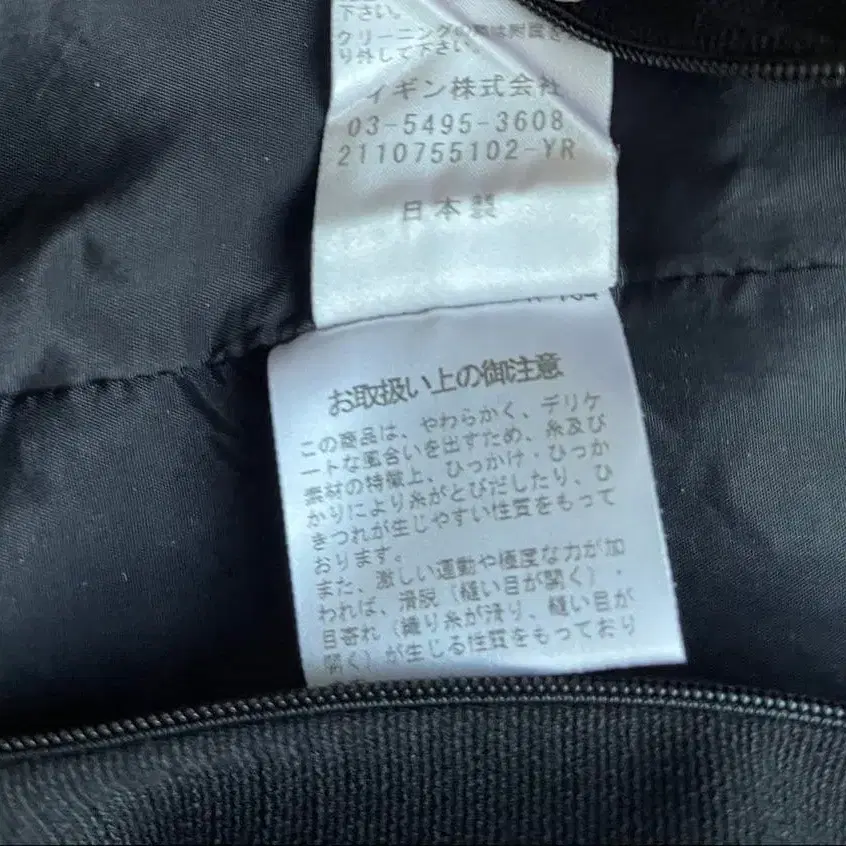 下さい。
クリーニングの際は附属を
り外して下さい。
イギン株式会社
03-5495-3608
2110755102-YR
日本製
お取扱い上の御注意
この商品は、やわらかく、デリケ
ートな風合いを出すため、糸及び
素材の特徴上、ひっかけ・ひっか
かりにより糸がとびだしたり、ひ
きつれが生じやすい性質をもって
おります。
また、激しい運動や極度な力が加
われば、滑脱（縫い目が開く）・
目寄れ（織り糸が滑り、縫い目が
開く）が生じる性質をもっており